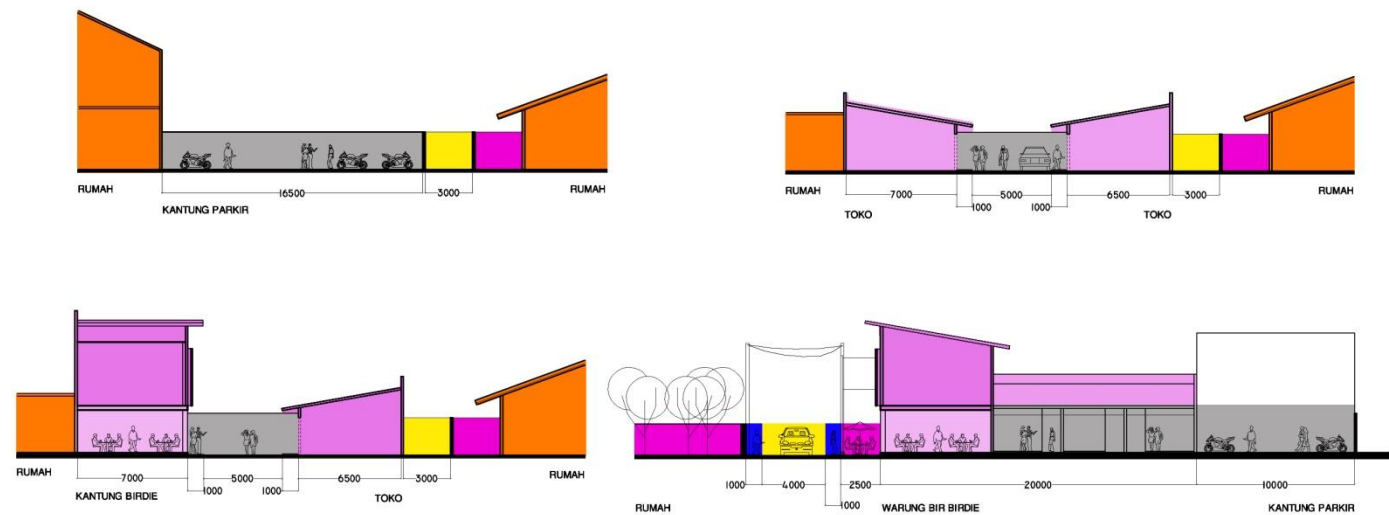 RUMAH
16500
3000
RUMAH
KANTUNG PARKIR
RUMAH
7000
5000
6500
3000
RUMAH
1000
1000
TOKO
TOKO
RUMAH
7000
5000
6500
3000
RUMAH
1000
1000
KANTUNG BIRDIE
TOKO
1000
4000
2500
20000
10000
1000
RUMAH
WARUNG BIR BIRDIE
KANTUNG PARKIR